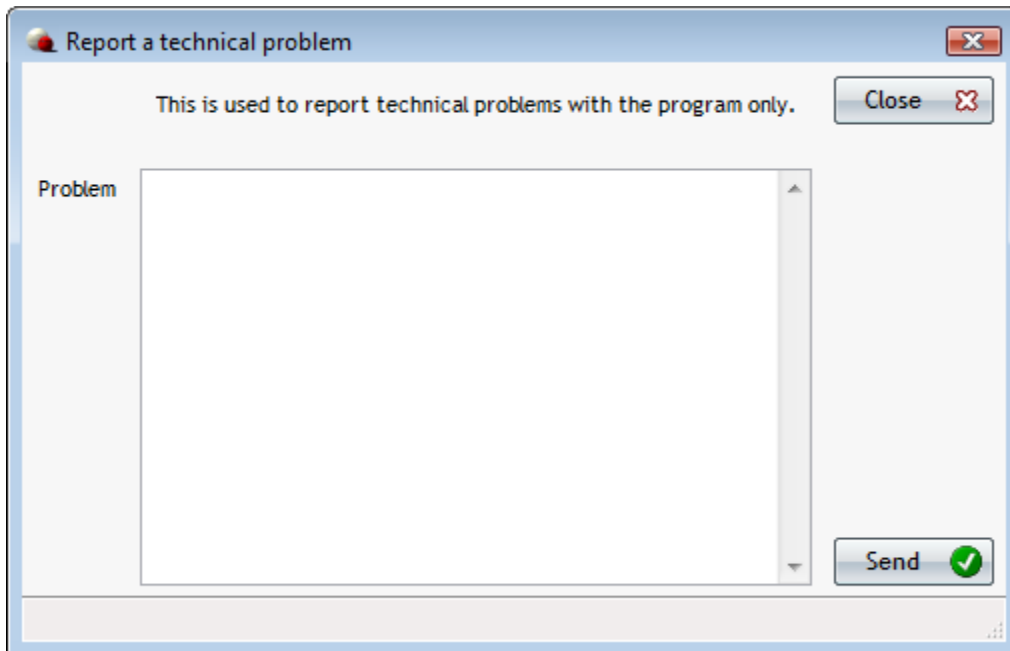 Report a technical problem
This is used to report technical problems with the program only.
Close
Problem
Send